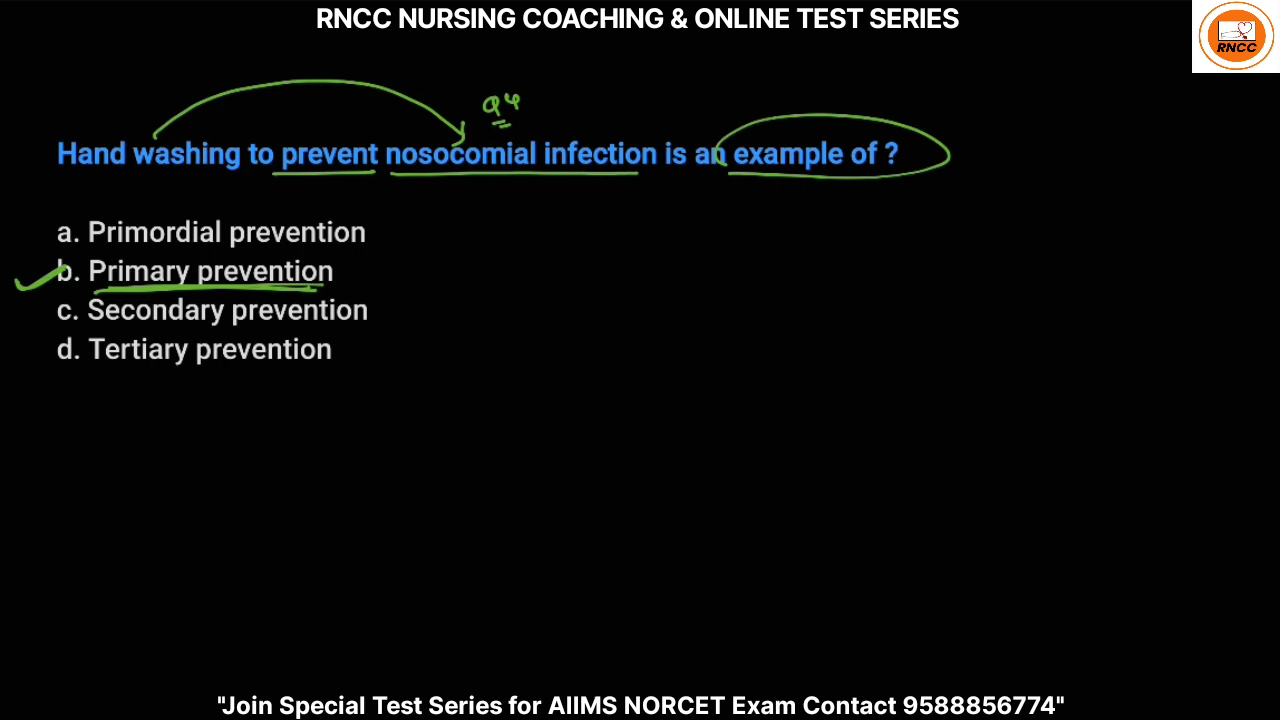 RNCC NURSING COACHING & ONLINE TEST SERIES
RNCC
Hand washing to prevent nosocomial infection is an example of ?
a. Primordial prevention
b. Primary prevention
c. Secondary prevention
d. Tertiary prevention
"Join Special Test Series for AIIMS NORCET Exam Contact 9588856774"